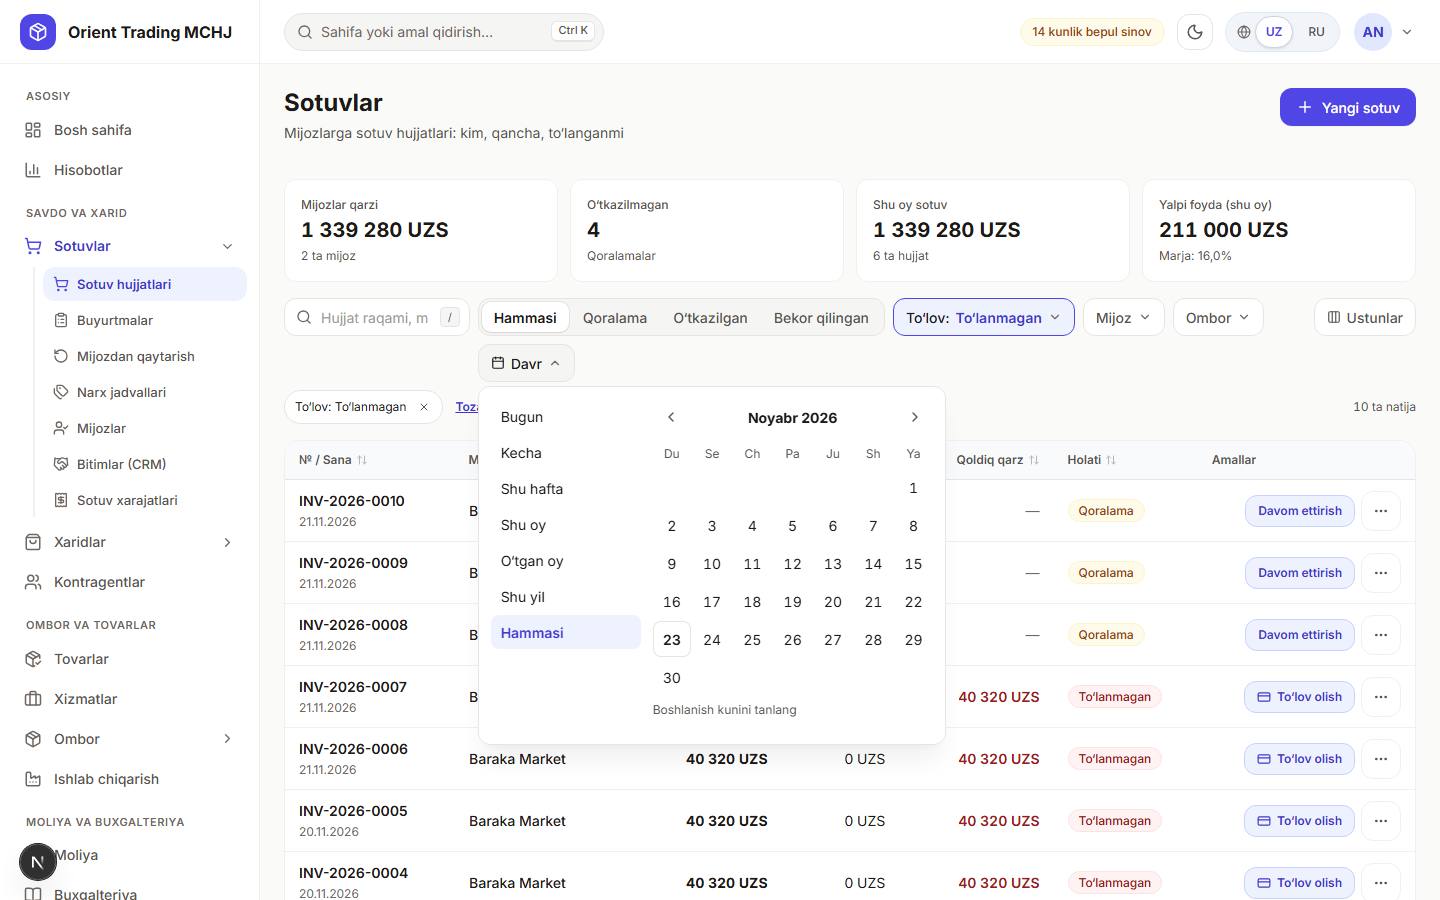 Orient Trading MCHJ
Sahifa yoki amal qidirish...
Ctrl K
14 kunlik bepul sinov
UZ
RU
AN
ASOSIY
Bosh sahifa
Hisobotlar
SAVDO VA XARID
Sotuvlar
Sotuv hujjatlari
Buyurtmalar
Mijozdan qaytarish
Narx jadvallari
Mijozlar
Bitimlar (CRM)
Sotuv xarajatlari
Xaridlar
Kontragentlar
OMBOR VA TOVARLAR
Tovarlar
Xizmatlar
Ombor
Ishlab chiqarish
MOLIYA VA BUXGALTERIYA
Moliya
Buxgalteriya
N
Sotuvlar
Mijozlarga sotuv hujjatlari: kim, qancha, to‘langanmi
Yangi sotuv
Mijozlar qarzi
1 339 280 UZS
2 ta mijoz
O‘tkazilmagan
4
Qoralamalar
Shu oy sotuv
1 339 280 UZS
6 ta hujjat
Yalpi foyda (shu oy)
211 000 UZS
Marja: 16,0%
Hujjat raqami, m
/
Hammasi
Qoralama
O‘tkazilgan
Bekor qilingan
To‘lov: To‘lanmagan
Mijoz
Ombor
Ustunlar
Davr
To‘lov: To‘lanmagan
Toza
10 ta natija
Bugun
Kecha
Shu hafta
Shu oy
O‘tgan oy
Shu yil
Hammasi
Noyabr 2026
Du Se Ch Pa Ju Sh Ya
1
2 3 4 5 6 7 8
9 10 11 12 13 14 15
16 17 18 19 20 21 22
23 24 25 26 27 28 29
30
Boshlanish kunini tanlang
№ / Sana
M
Qoldiq qarz
Holati
Amallar
INV-2026-0010
21.11.2026
B
—
Qoralama
Davom ettirish
INV-2026-0009
21.11.2026
B
—
Qoralama
Davom ettirish
INV-2026-0008
21.11.2026
B
—
Qoralama
Davom ettirish
INV-2026-0007
21.11.2026
B
40 320 UZS
To‘lanmagan
To‘lov olish
INV-2026-0006
21.11.2026
Baraka Market
40 320 UZS
0 UZS
40 320 UZS
To‘lanmagan
To‘lov olish
INV-2026-0005
20.11.2026
Baraka Market
40 320 UZS
0 UZS
40 320 UZS
To‘lanmagan
To‘lov olish
INV-2026-0004
20.11.2026
Baraka Market
40 320 UZS
0 UZS
40 320 UZS
To‘lanmagan
To‘lov olish